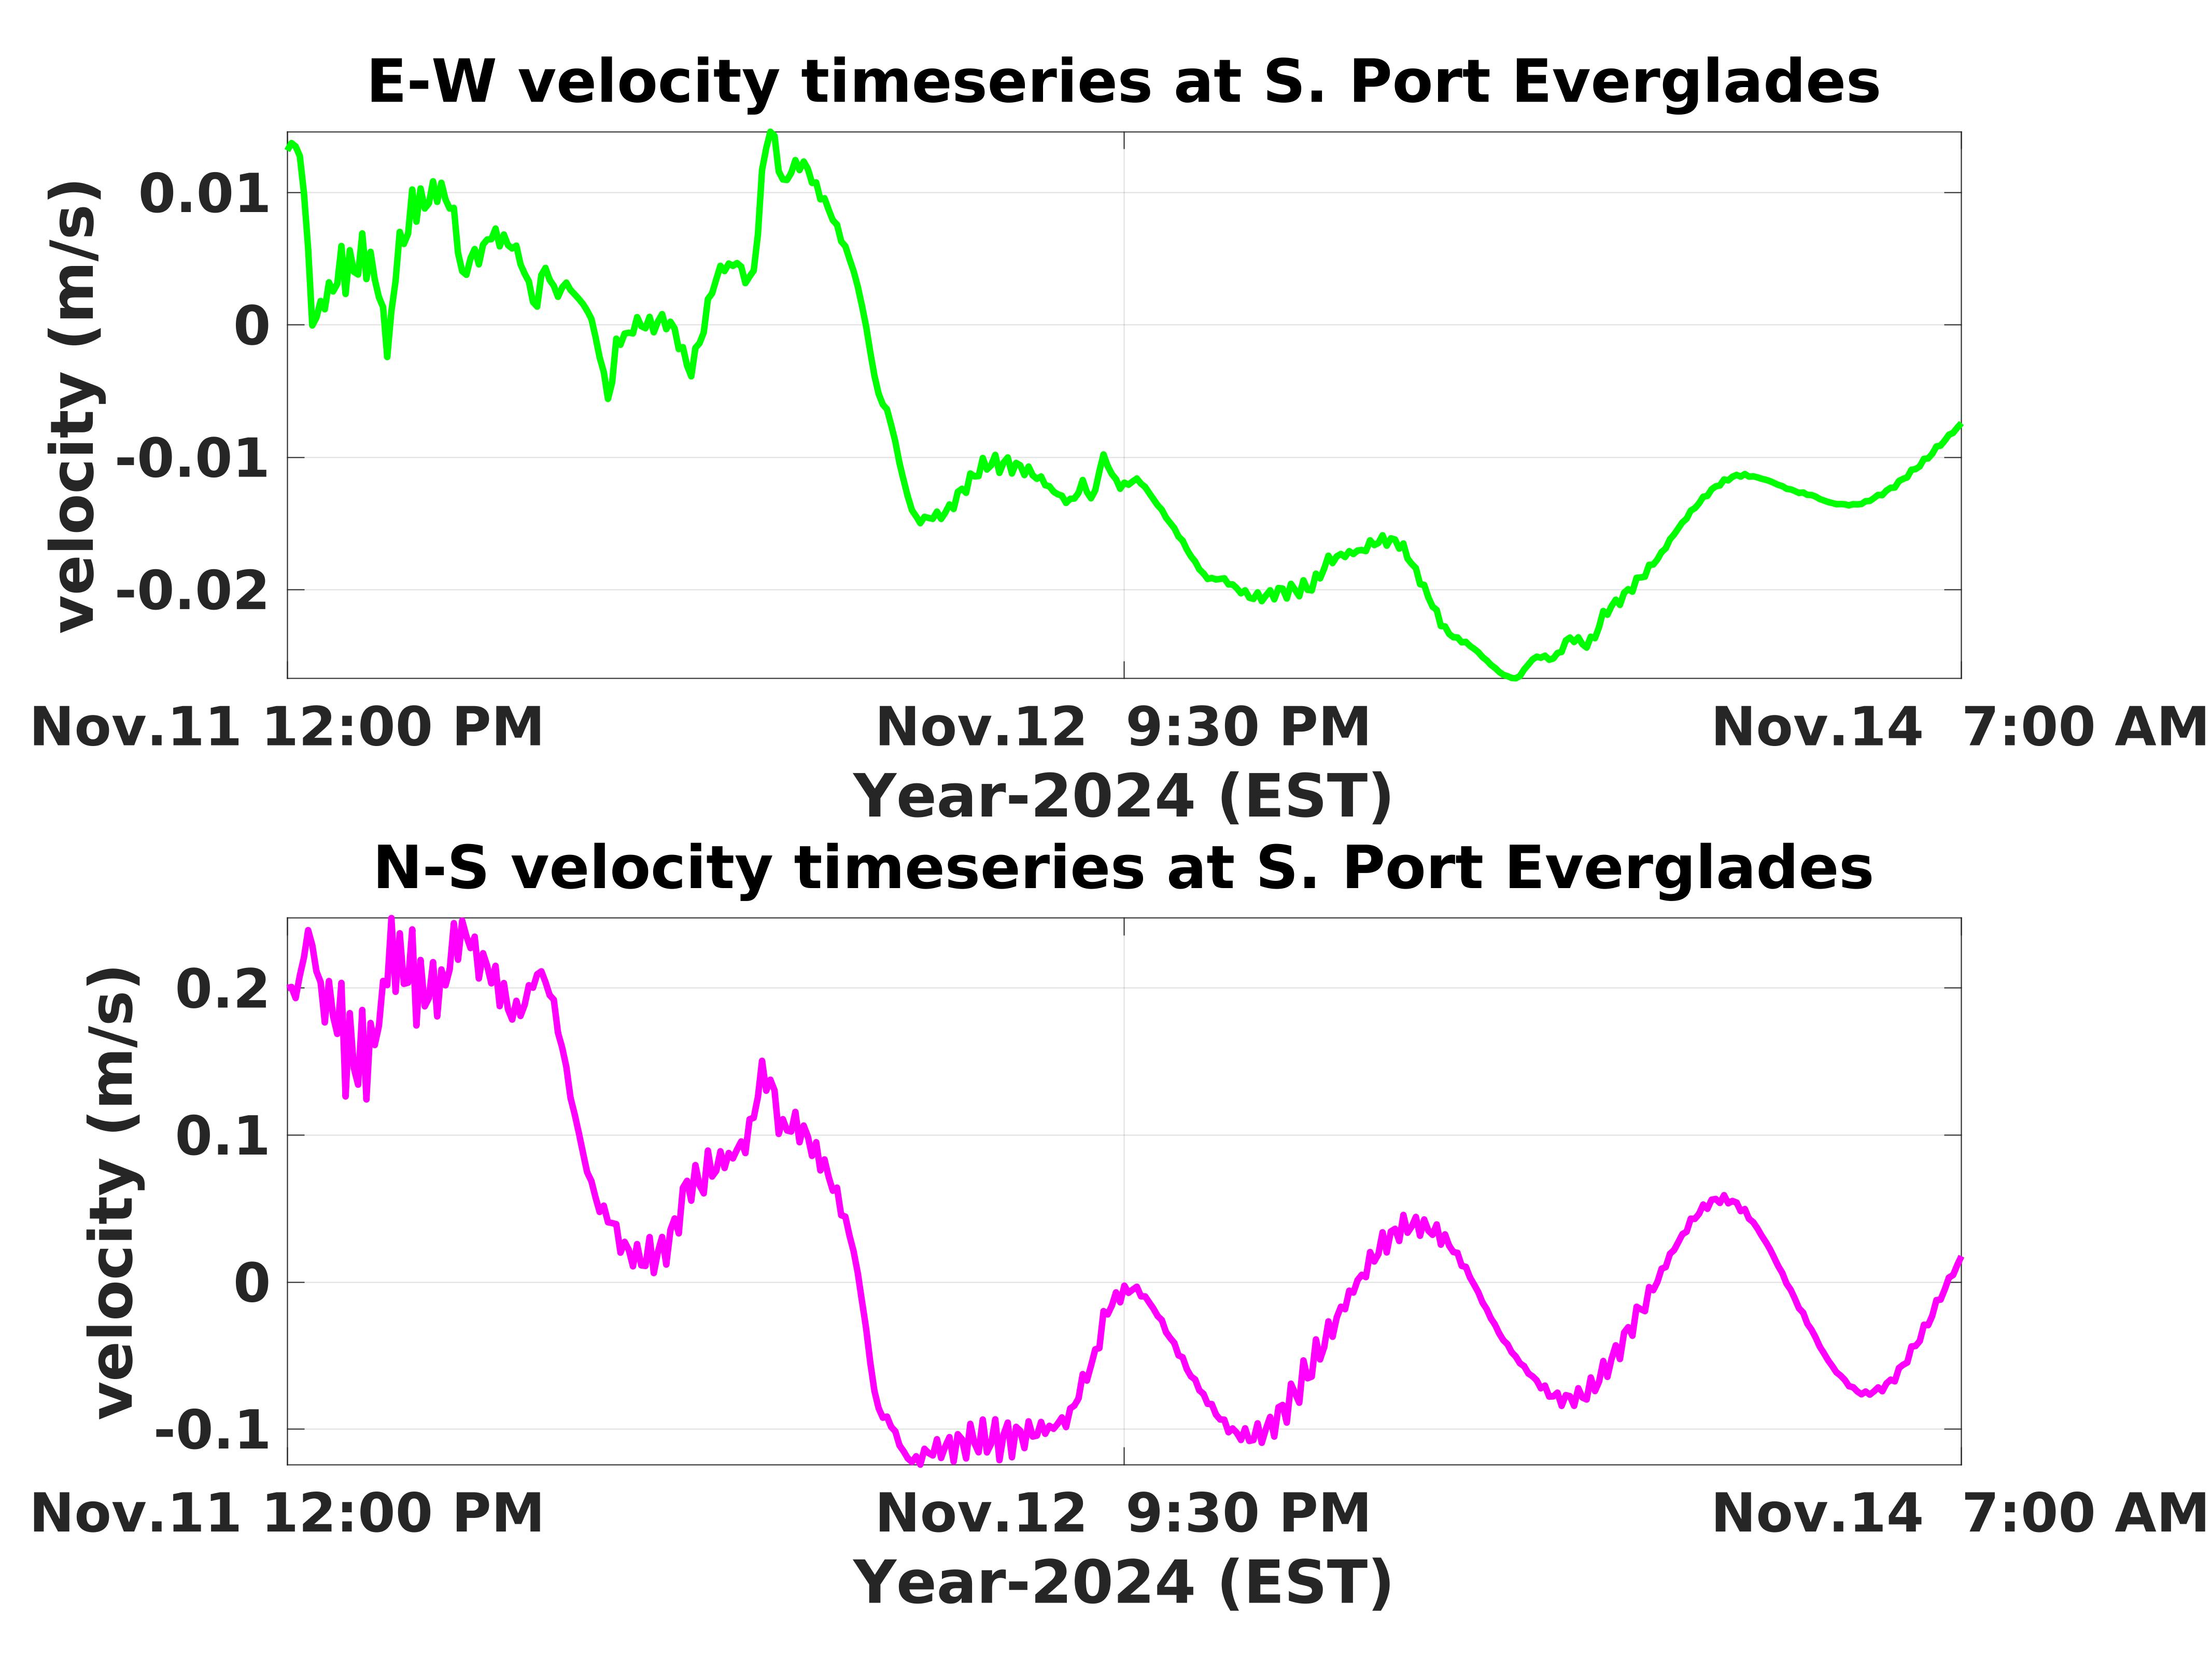 E-W velocity timeseries at S. Port Everglades
velocity (m/s)
0.01
0
-0.01
-0.02
Nov.11 12:00 PM Nov.12  9:30 PM Nov.14  7:00 AM
Year-2024 (EST)
N-S velocity timeseries at S. Port Everglades
velocity (m/s)
0.2
0.1
0
-0.1
Nov.11 12:00 PM Nov.12  9:30 PM Nov.14  7:00 AM
Year-2024 (EST)